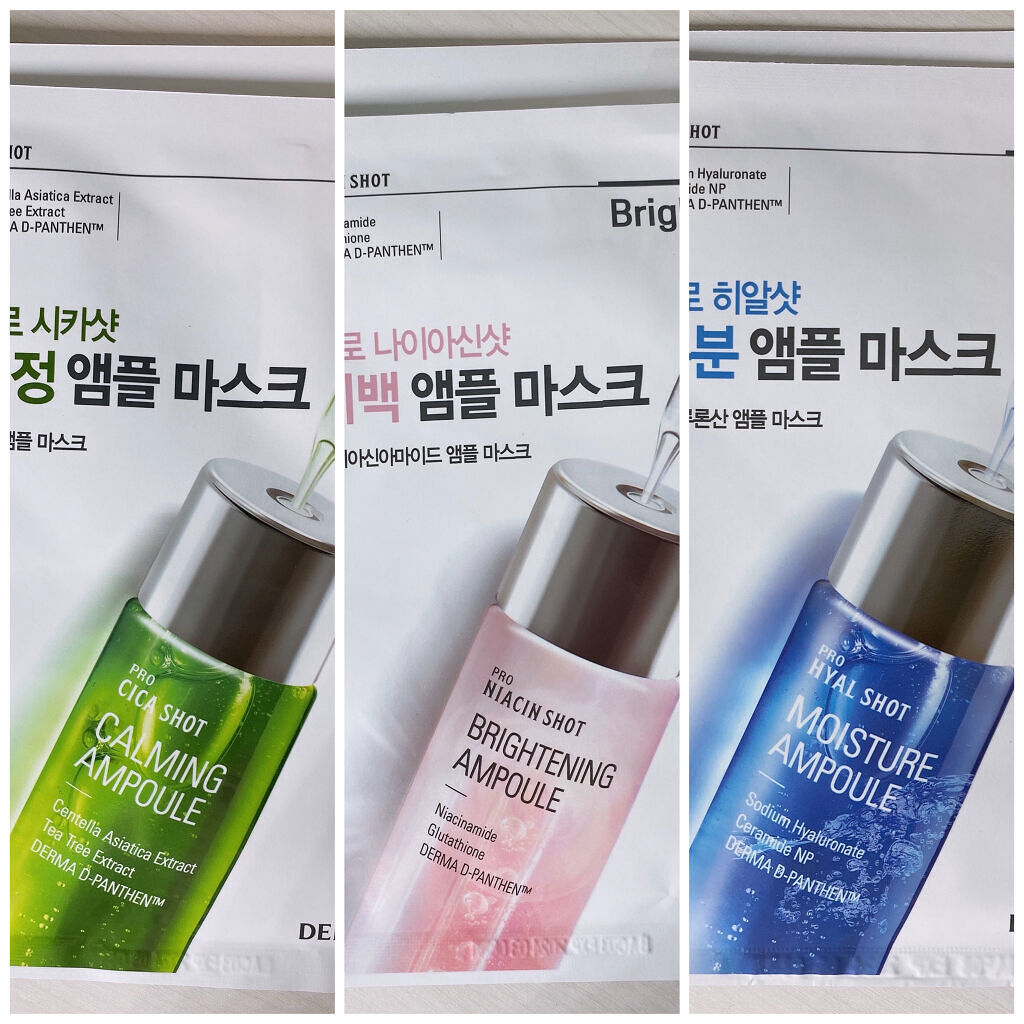 HOT
lla Asiatica Extract
ee Extract
A D-PANTHEN™
로 시카샷
정 앰플 마스크
앰플 마스크
PRO
CICA SHOT
CALMING
AMPOULE
Centella Asiatica Extract
Tea Tree Extract
DERMA D-PANTHEN™
DE
SHOT
Brig
amide
hione
A D-PANTHEN™
로 나이아신샷
미백 앰플 마스크
이아신아마이드 앰플 마스크
PRO
NIACIN SHOT
BRIGHTENING
AMPOULE
Niacinamide
Glutathione
DERMA D-PANTHEN™
HOT
n Hyaluronate
ide NP
A D-PANTHEN™
로 히알샷
분 앰플 마스크
루론산 앰플 마스크
PRO
HYAL SHOT
MOISTURE
AMPOULE
Sodium Hyaluronate
Ceramide NP
DERMA D-PANTHEN™